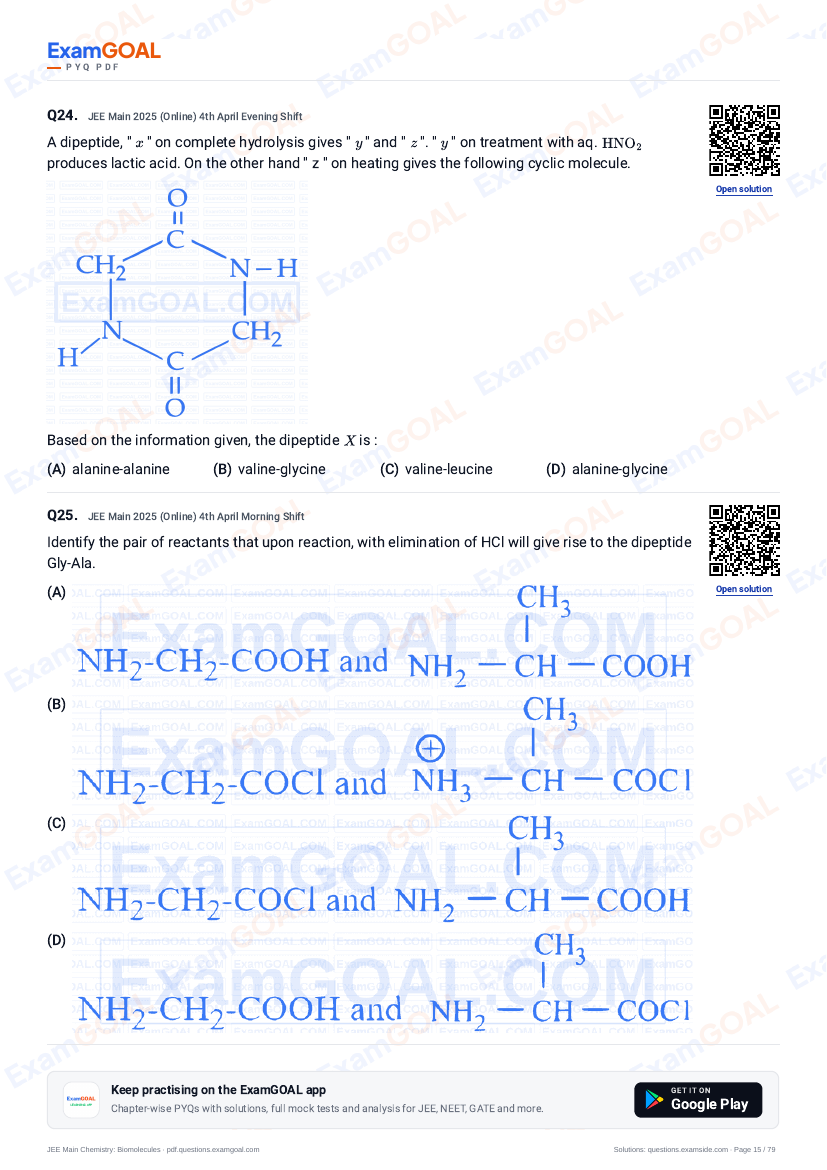 ExamGOAL
PYQ PDF
Q24. JEE Main 2025 (Online) 4th April Evening Shift
A dipeptide, " x " on complete hydrolysis gives " y " and " z ". " y " on treatment with aq. HNO2
produces lactic acid. On the other hand " z " on heating gives the following cyclic molecule.
Open solution
O
C
CH2
N – H
ExamGOAL.COM
N
CH2
H
C
O
Based on the information given, the dipeptide X is :
(A) alanine-alanine (B) valine-glycine (C) valine-leucine (D) alanine-glycine
Q25. JEE Main 2025 (Online) 4th April Morning Shift
Identify the pair of reactants that upon reaction, with elimination of HCl will give rise to the dipeptide
Gly-Ala.
Open solution
(A)
CH3
NH2-CH2-COOH and NH2 — CH — COOH
(B)
CH3
⊕
NH2-CH2-COCl and NH3 — CH — COCl
(C)
CH3
NH2-CH2-COCl and NH2 — CH — COOH
(D)
CH3
NH2-CH2-COOH and NH2 — CH — COCl
Keep practising on the ExamGOAL app
Chapter-wise PYQs with solutions, full mock tests and analysis for JEE, NEET, GATE and more.
GET IT ON
Google Play
JEE Main Chemistry: Biomolecules · pdf.questions.examgoal.com
Solutions: questions.examside.com · Page 15 / 79